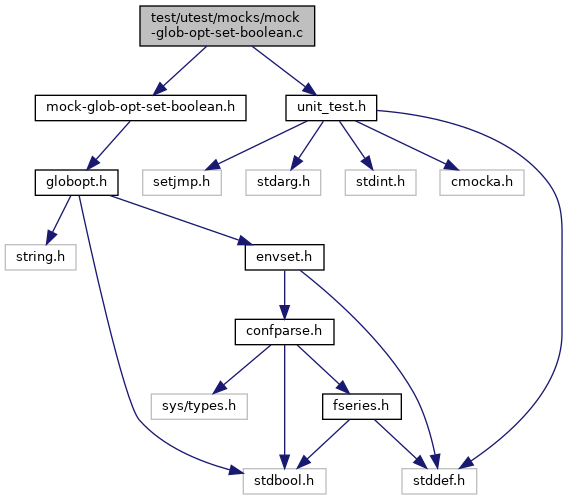 test/utest/mocks/mock
-glob-opt-set-boolean.c
mock-glob-opt-set-boolean.h
unit_test.h
globopt.h
setjmp.h
stdarg.h
stdint.h
cmocka.h
string.h
envset.h
confparse.h
sys/types.h
fseries.h
stdbool.h
stddef.h